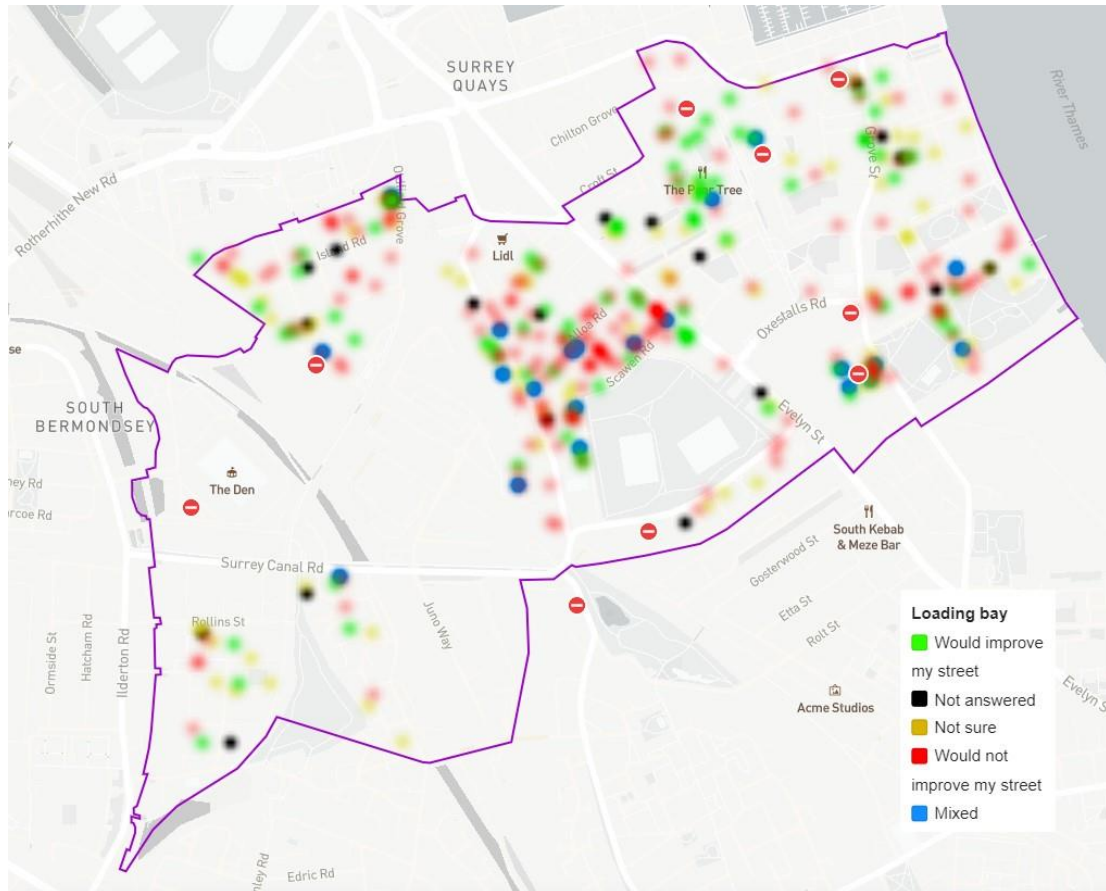 SURREY
QUAYS
Chilton Grove
River Thames
Croft St
Rotherhithe New Rd
The Pear Tree
Grove St
Lidl
Oxestalls Rd
Scawen Rd
Evelyn St
SOUTH
BERMONDSEY
The Den
South Kebab
& Meze Bar
Surrey Canal Rd
Gosterwood St
Etta St
Rolt St
Juno Way
Rollins St
Ormside St
Hatcham Rd
Ilderton Rd
Acme Studios
Evelyn S
Edric Rd
Loading bay
Would improve
my street
Not answered
Not sure
Would not
improve my street
Mixed